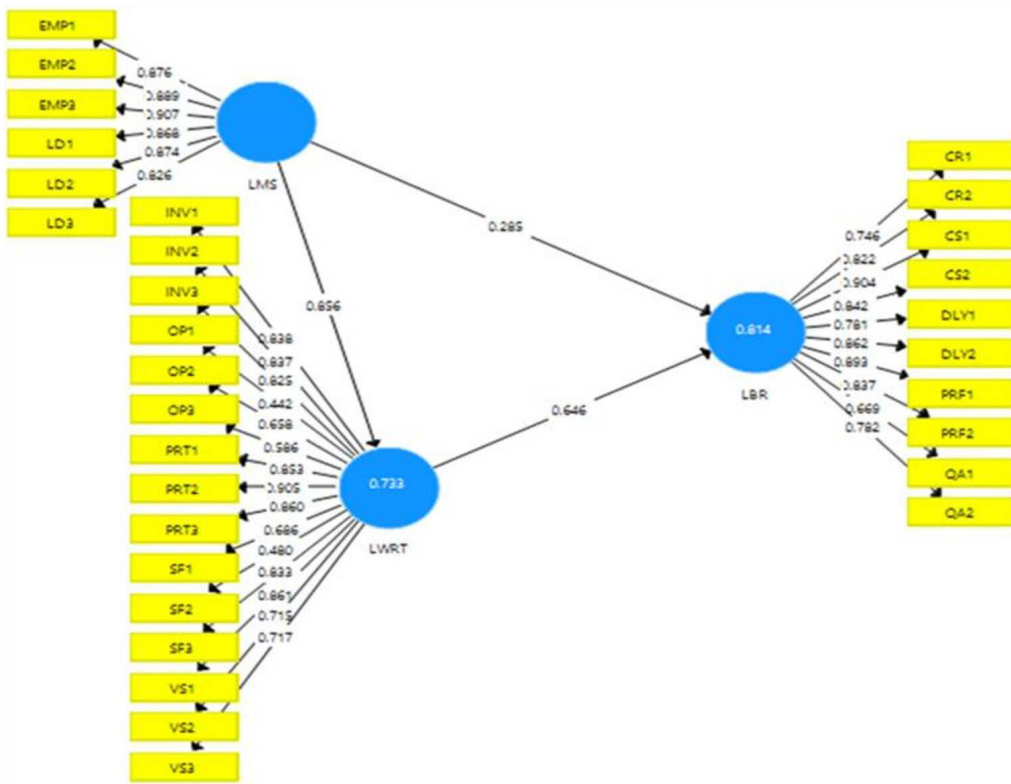 EMP1
EMP2
EMP3
LD1
LD2
LD3
0.876
0.889
0.907
0.868
0.874
0.826
LMS
0.285
0.856
INV1
INV2
INV3
OP1
OP2
OP3
PRT1
PRT2
PRT3
SF1
SF2
SF3
VS1
VS2
VS3
0.838
0.837
0.825
0.442
0.658
0.586
0.853
0.905
0.860
0.686
0.480
0.833
0.861
0.715
0.717
0.733
LWRT
0.646
0.814
LBR
0.746
0.822
0.904
0.842
0.781
0.862
0.893
0.837
0.669
0.782
CR1
CR2
CS1
CS2
DLY1
DLY2
PRF1
PRF2
QA1
QA2